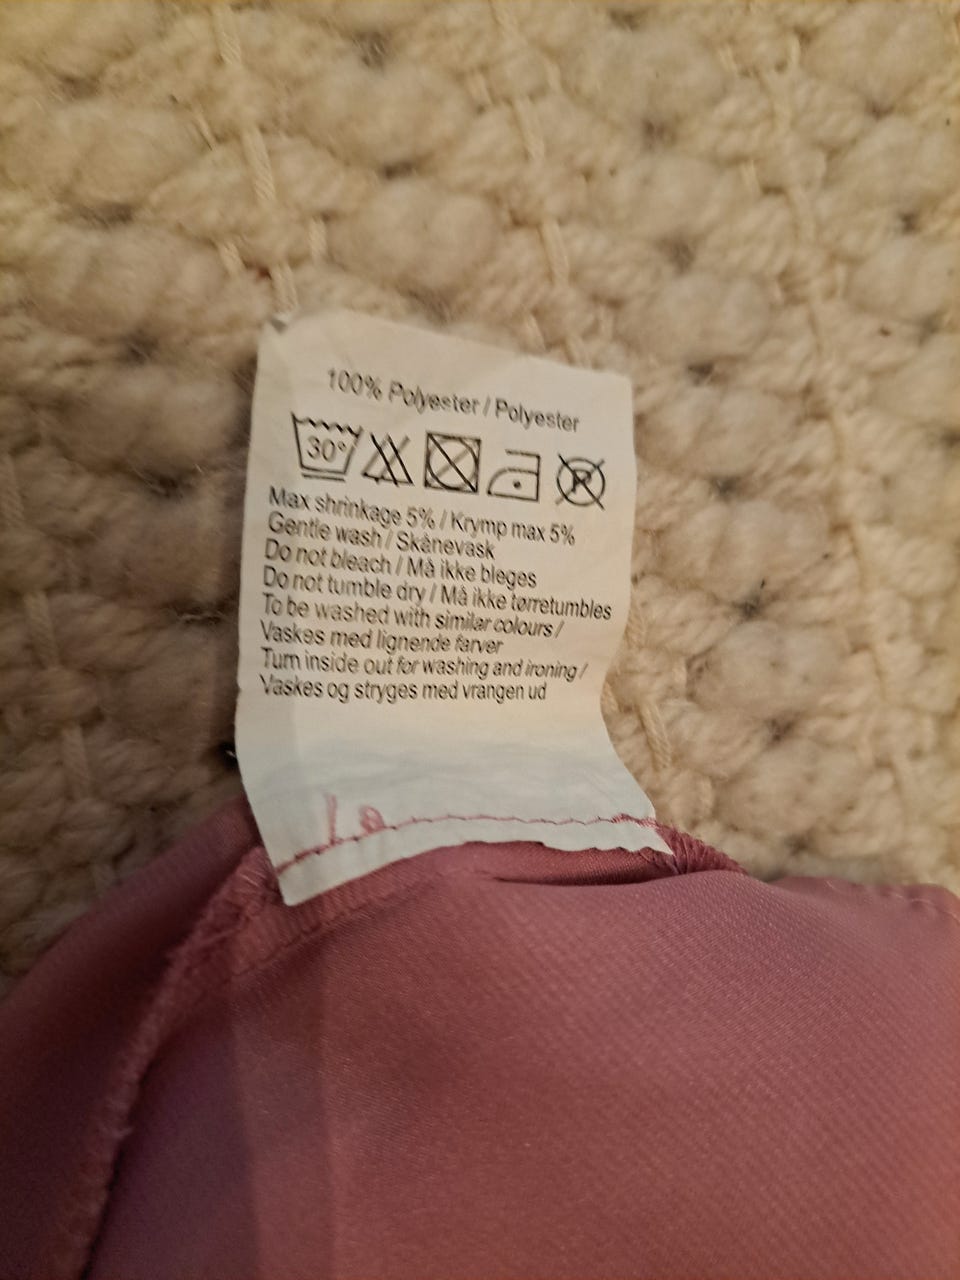 100% Polyester / Polyester
30°
P
Max shrinkage 5% / Krymp max 5%
Gentle wash / Skånevask
Do not bleach / Må ikke bleges
Do not tumble dry / Må ikke tørretumbles
To be washed with similar colours /
Vaskes med lignende farver
Turn inside out for washing and ironing /
Vaskes og stryges med vrangen ud